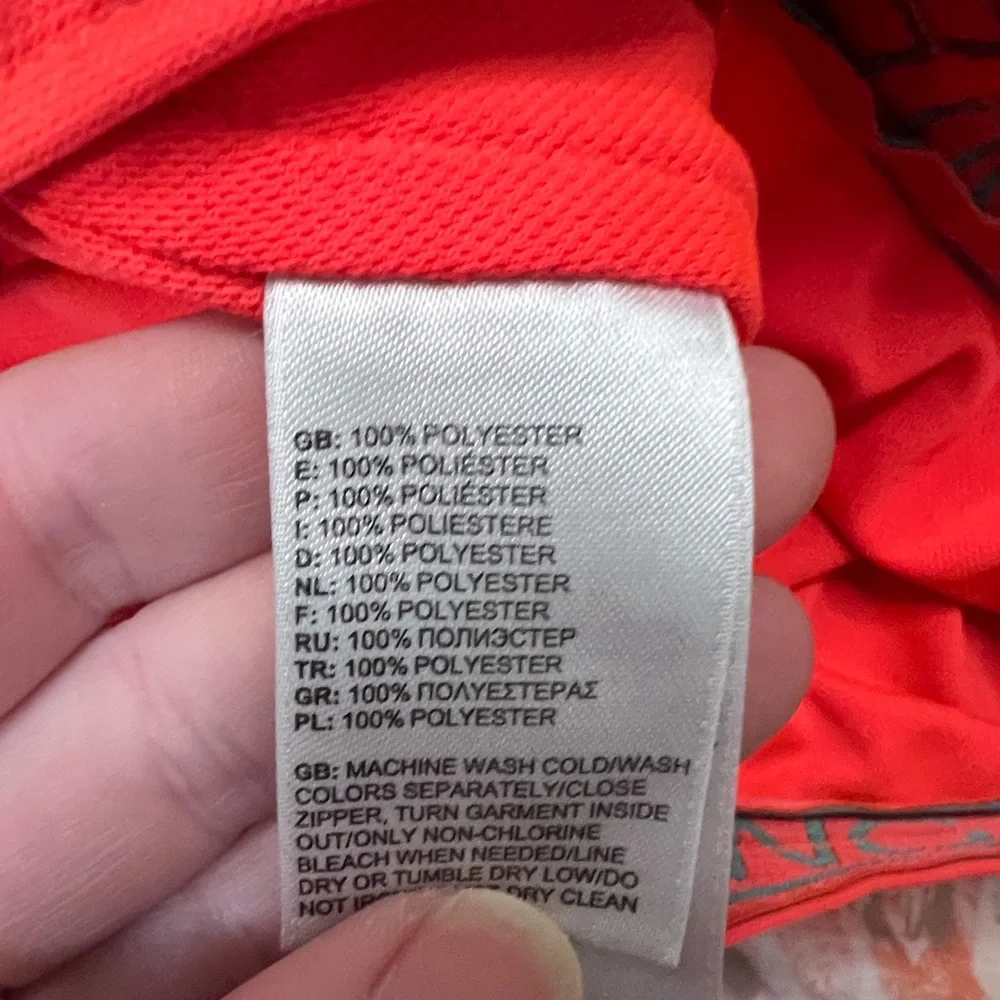 GB: 100% POLYESTER
E: 100% POLIÉSTER
P: 100% POLIÉSTER
I: 100% POLIESTERE
D: 100% POLYESTER
NL: 100% POLYESTER
F: 100% POLYESTER
RU: 100% ПОЛИЭСТЕР
TR: 100% POLYESTER
GR: 100% ΠΟΛΥΕΣΤΕΡΑΣ
PL: 100% POLYESTER
GB: MACHINE WASH COLD/WASH
COLORS SEPARATELY/CLOSE
ZIPPER, TURN GARMENT INSIDE
OUT/ONLY NON-CHLORINE
BLEACH WHEN NEEDED/LINE
DRY OR TUMBLE DRY LOW/DO
NOT DRY CLEAN